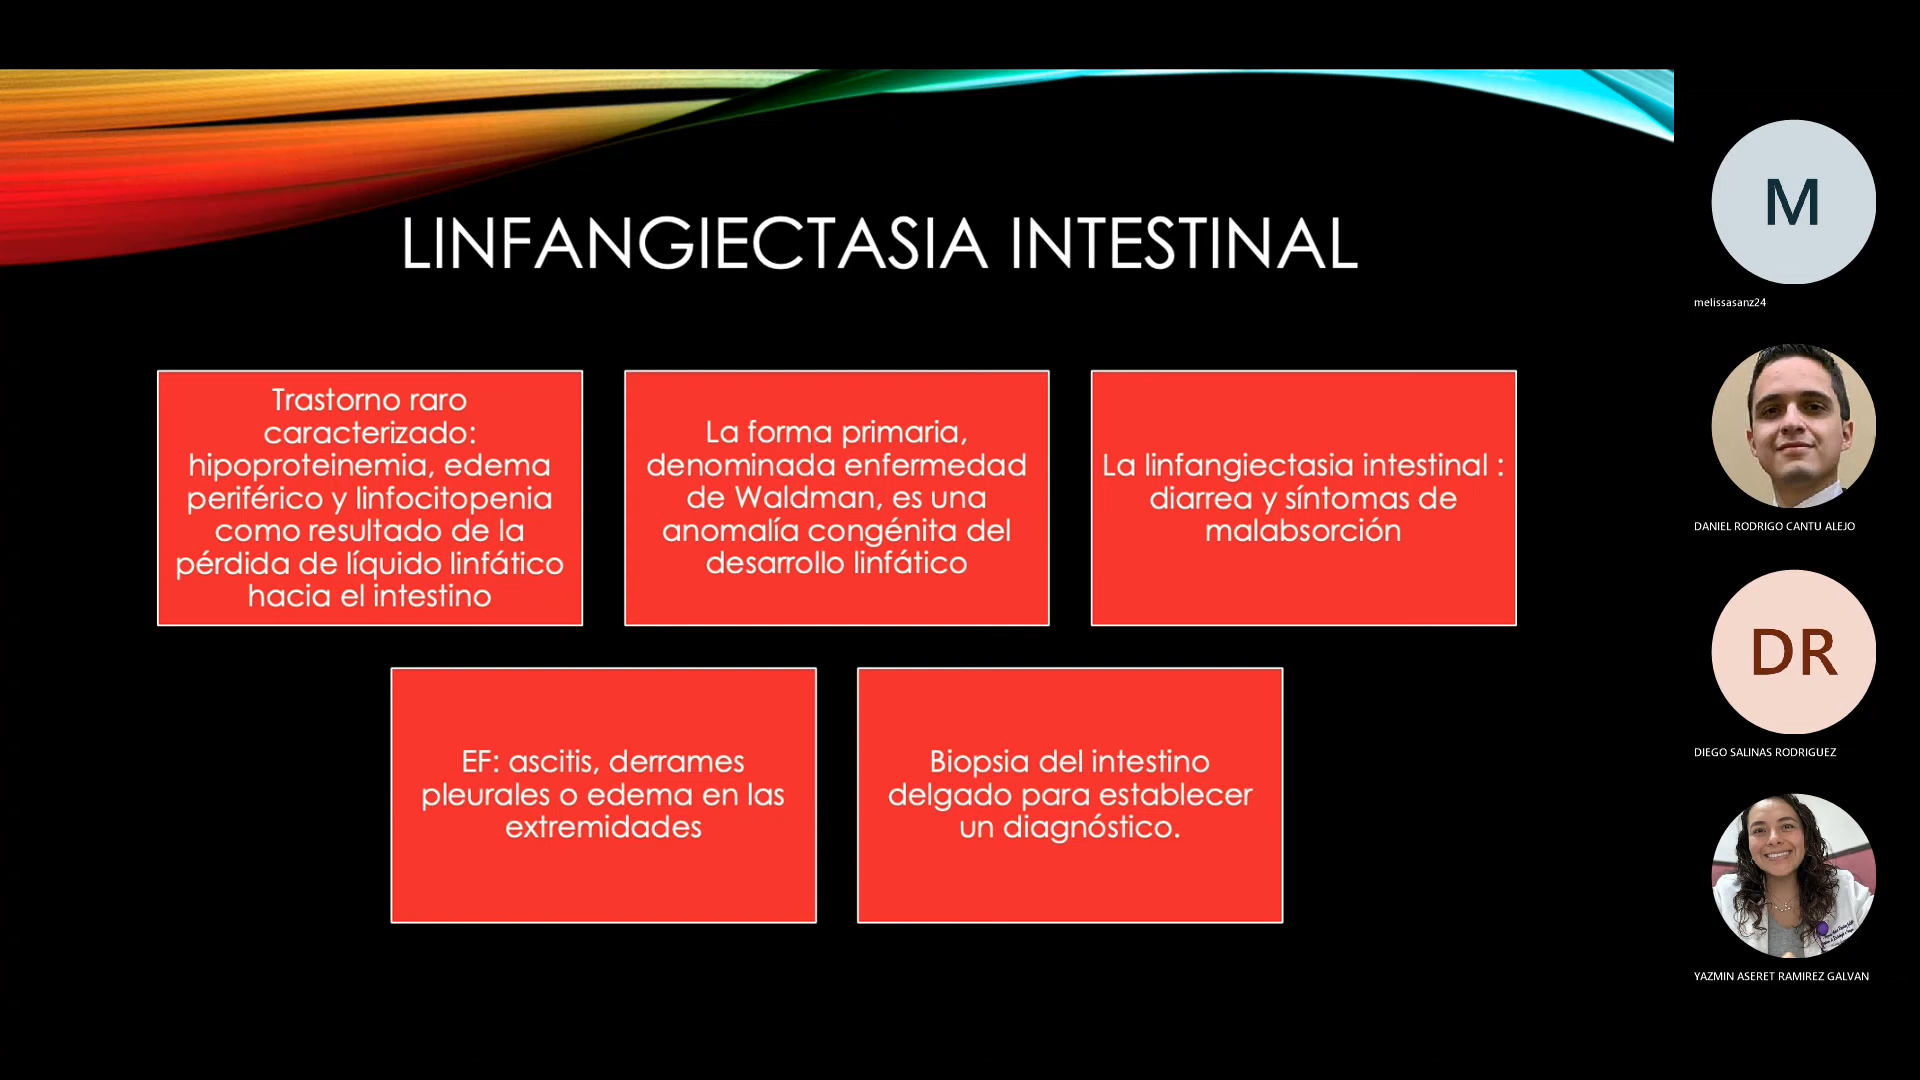 LINFANGIECTASIA INTESTINAL
Trastorno raro
caracterizado:
hipoproteinemia, edema
periférico y linfocitopenia
como resultado de la
pérdida de líquido linfático
hacia el intestino
La forma primaria,
denominada enfermedad
de Waldman, es una
anomalía congénita del
desarrollo linfático
La linfangiectasia intestinal :
diarrea y síntomas de
malabsorción
EF: ascitis, derrames
pleurales o edema en las
extremidades
Biopsia del intestino
delgado para establecer
un diagnóstico.
M
melissasanz24
DANIEL RODRIGO CANTU ALEJO
DR
DIEGO SALINAS RODRIGUEZ
YAZMIN ASERET RAMIREZ GALVAN